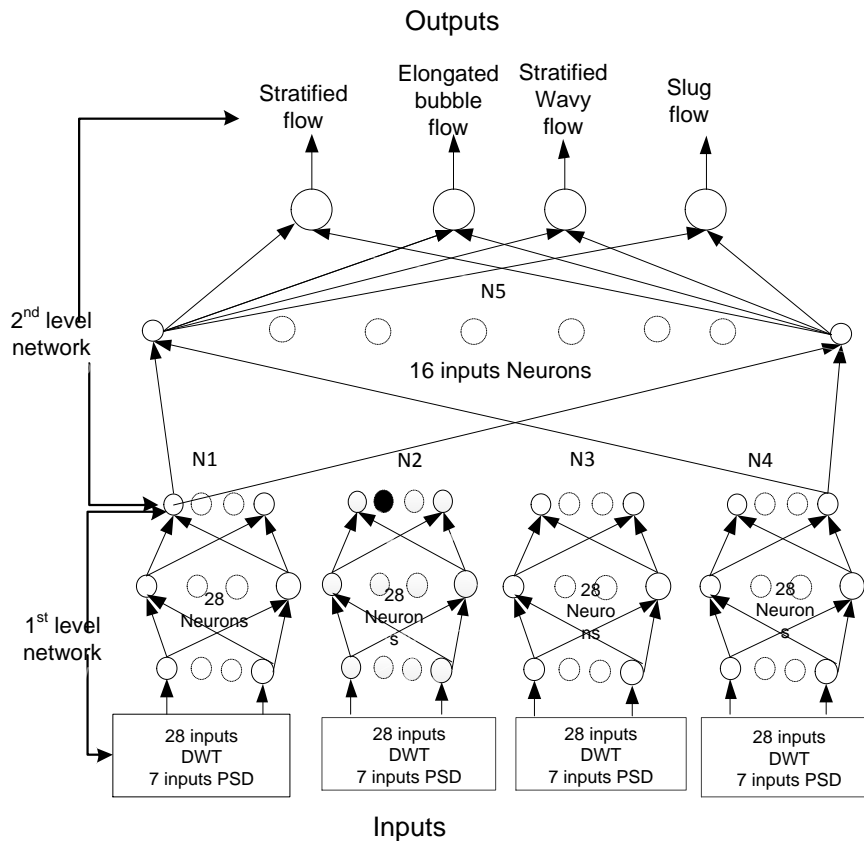 Outputs
Stratified
flow
Elongated
bubble
flow
Stratified
Wavy
flow
Slug
flow
N5
2nd level
network
16 inputs Neurons
N1
N2
N3
N4
1st level
network
28
Neurons
28
Neuron
s
28
Neuro
ns
28
Neuron
s
28 inputs
DWT
7 inputs PSD
28 inputs
DWT
7 inputs PSD
28 inputs
DWT
7 inputs PSD
28 inputs
DWT
7 inputs PSD
Inputs